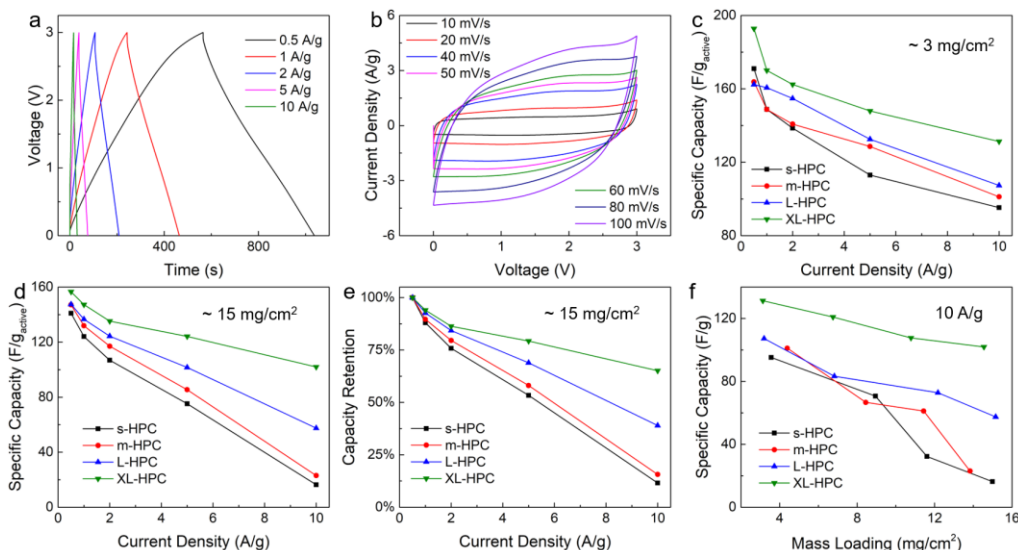 a
3
2
1
0
Voltage (V)
0
400
800
Time (s)
0.5 A/g
1 A/g
2 A/g
5 A/g
10 A/g
b
6
3
0
-3
-6
Current Density (A/g)
0
1
2
3
Voltage (V)
10 mV/s
20 mV/s
40 mV/s
50 mV/s
60 mV/s
80 mV/s
100 mV/s
c
200
160
120
80
Specific Capacity (F/g_active)
0
2
4
6
8
10
Current Density (A/g)
~ 3 mg/cm²
s-HPC
m-HPC
L-HPC
XL-HPC
d
160
120
80
40
0
Specific Capacity (F/g_active)
0
2
4
6
8
10
Current Density (A/g)
~ 15 mg/cm²
s-HPC
m-HPC
L-HPC
XL-HPC
e
100%
75%
50%
25%
0%
Capacity Retention
0
2
4
6
8
10
Current Density (A/g)
~ 15 mg/cm²
s-HPC
m-HPC
L-HPC
XL-HPC
f
120
80
40
0
Specific Capacity (F/g)
4
8
12
16
Mass Loading (mg/cm²)
10 A/g
s-HPC
m-HPC
L-HPC
XL-HPC